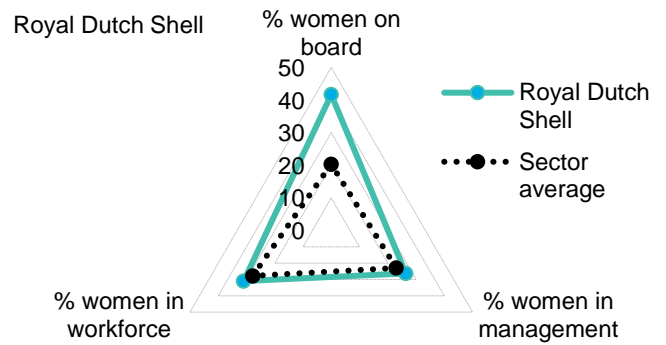 Royal Dutch Shell
% women on
board
50
40
30
20
10
0
Royal Dutch
Shell
Sector
average
% women in
workforce
% women in
management